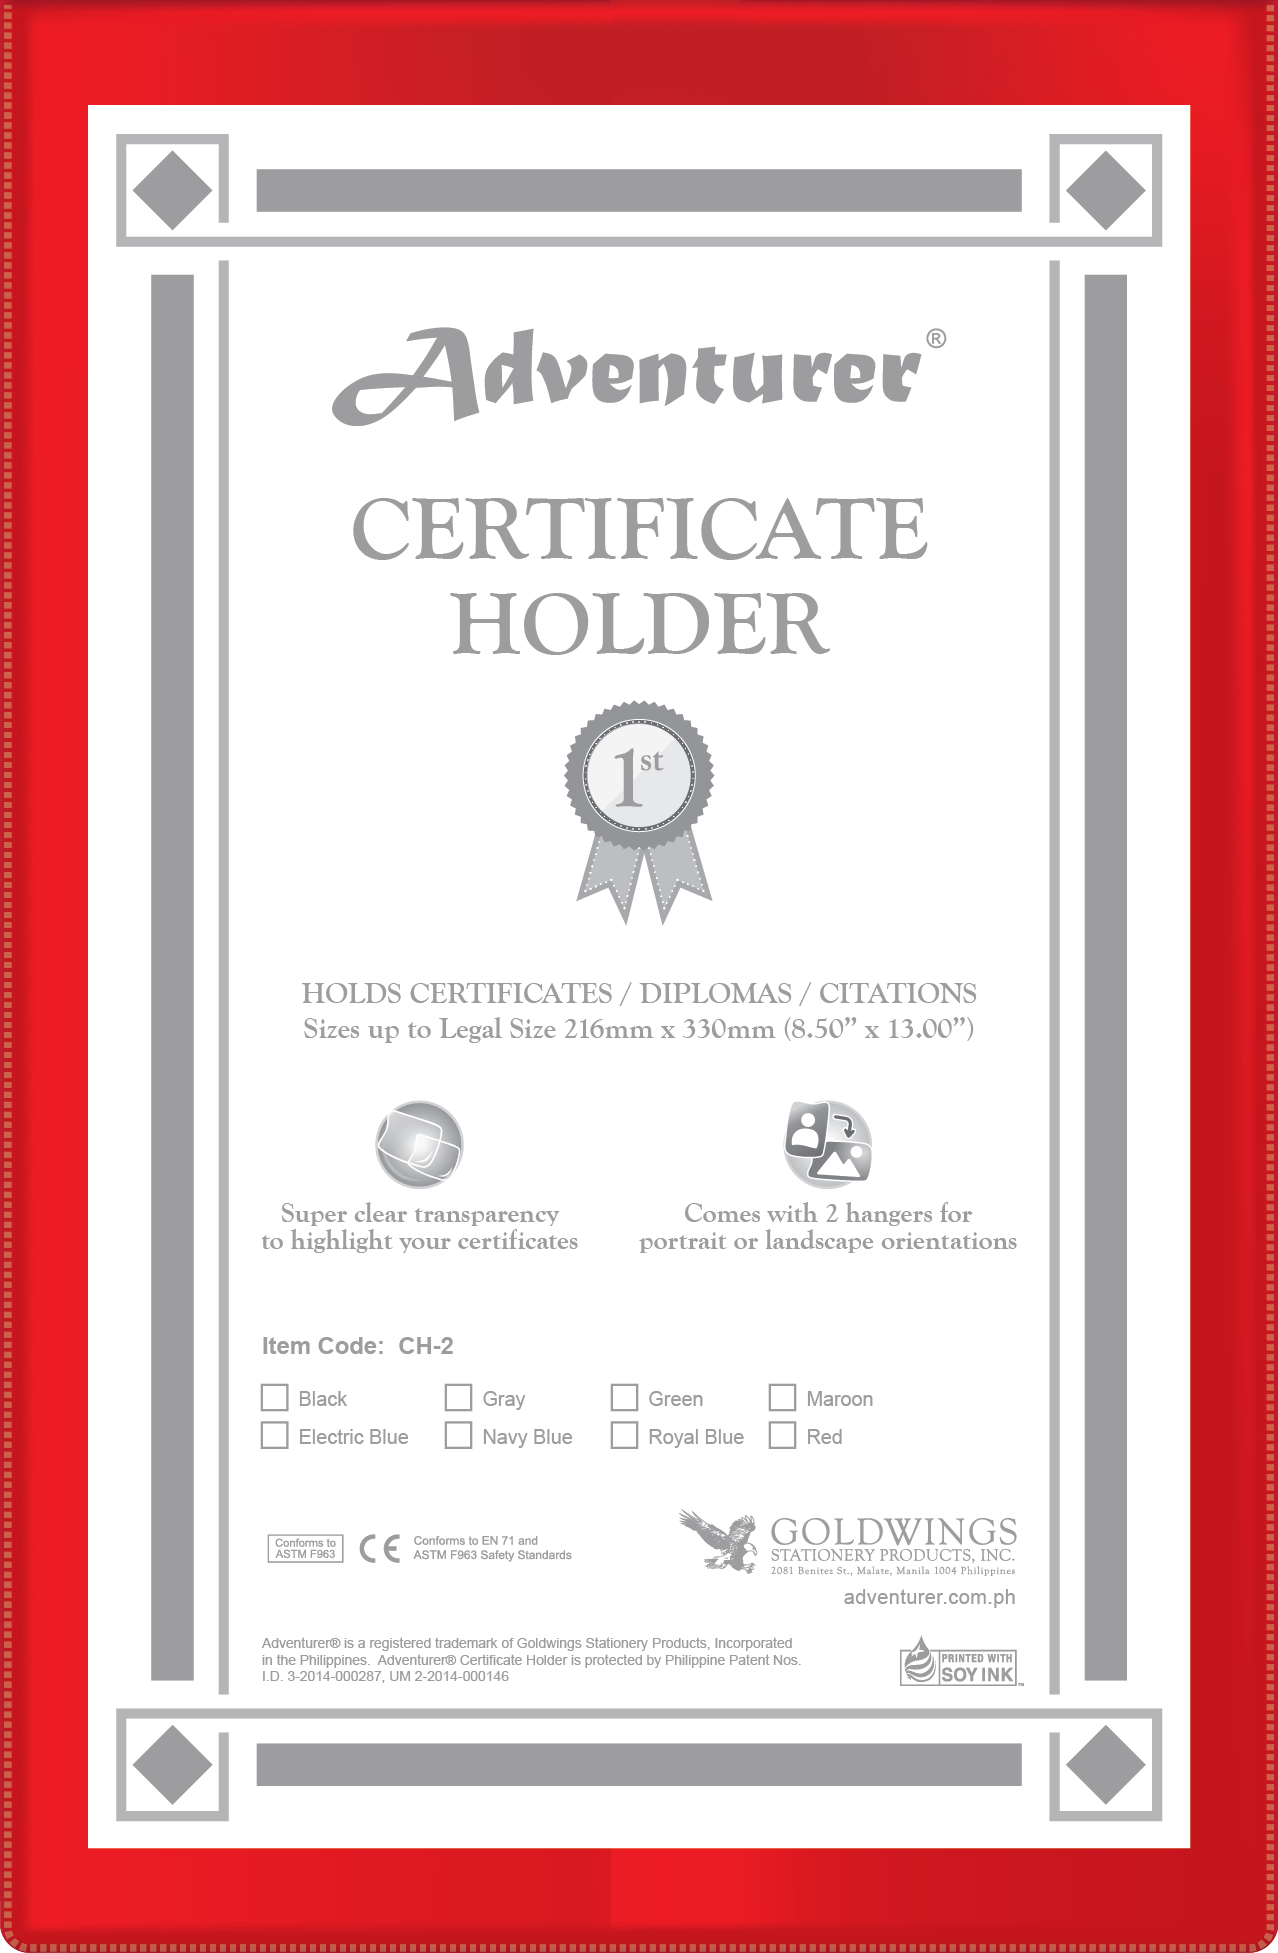 Adventurer®
CERTIFICATE
HOLDER
1st
HOLDS CERTIFICATES / DIPLOMAS / CITATIONS
Sizes up to Legal Size 216mm x 330mm (8.50” x 13.00”)
Super clear transparency
to highlight your certificates
Comes with 2 hangers for
portrait or landscape orientations
Item Code: CH-2
Black Gray Green Maroon
Electric Blue Navy Blue Royal Blue Red
Conforms to
ASTM F963
CE
Conforms to EN 71 and
ASTM F963 Safety Standards
GOLDWINGS
STATIONERY PRODUCTS, INC.
2081 Benitez St., Malate, Manila 1004 Philippines
adventurer.com.ph
Adventurer® is a registered trademark of Goldwings Stationery Products, Incorporated
in the Philippines. Adventurer® Certificate Holder is protected by Philippine Patent Nos.
I.D. 3-2014-000287, UM 2-2014-000146
PRINTED WITH
SOY INK™